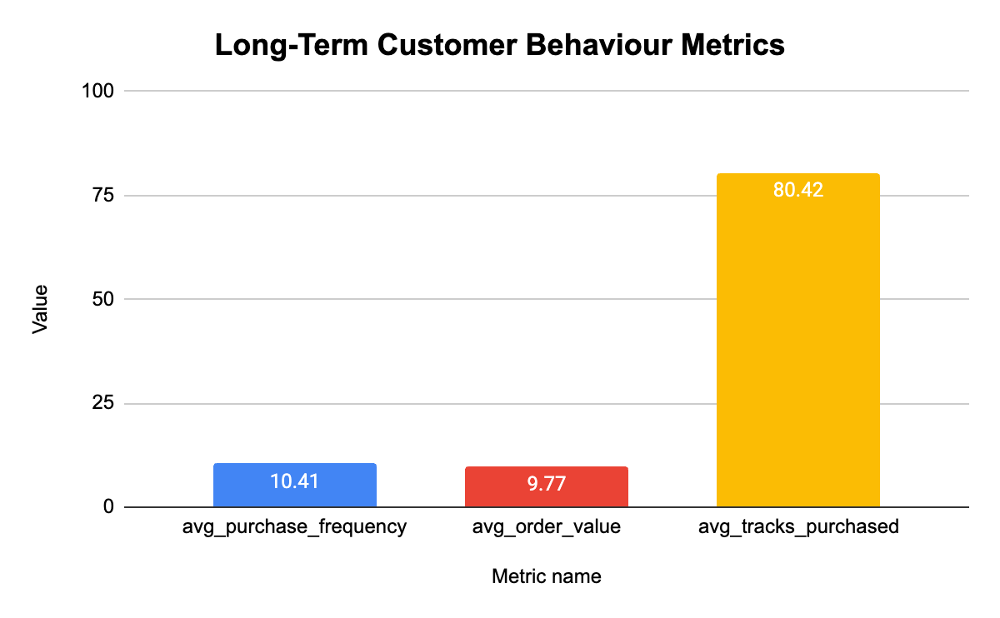 Long-Term Customer Behaviour Metrics
100
75
50
25
0
Value
10.41
9.77
80.42
avg_purchase_frequency
avg_order_value
avg_tracks_purchased
Metric name